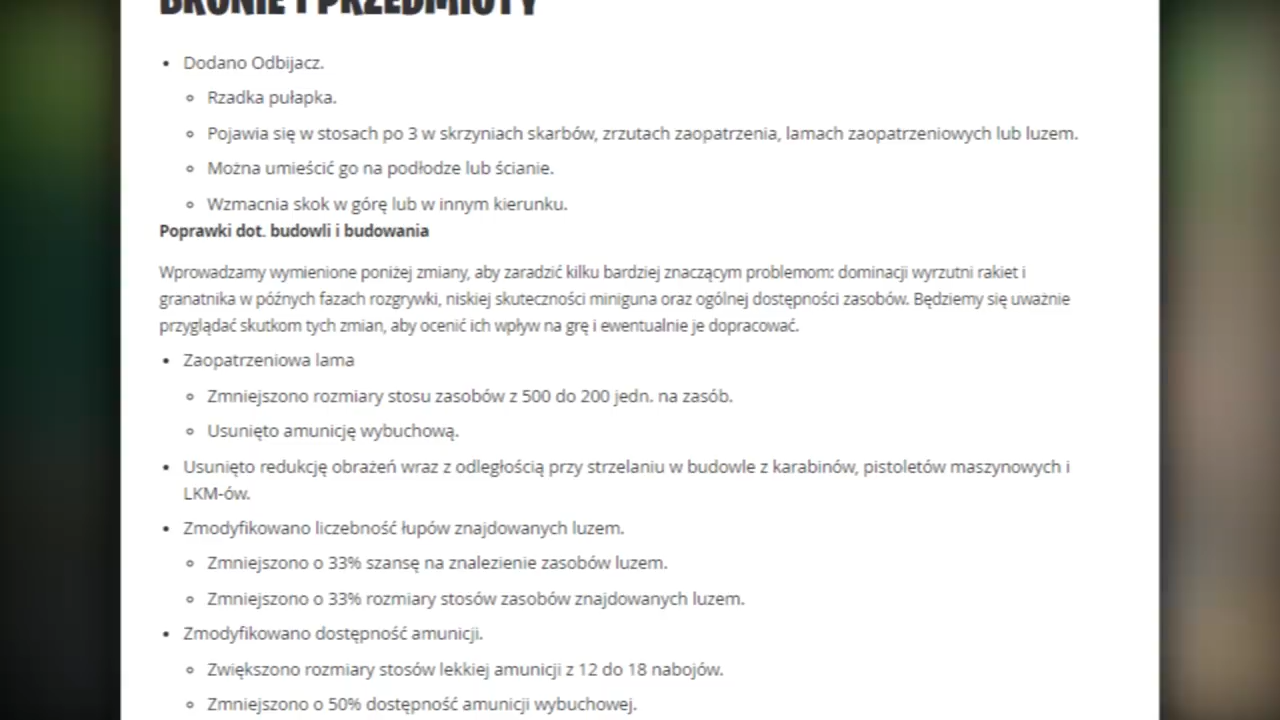 BRONIE I PRZEDMIOTY
• Dodano Odbijacz.
◦ Rzadka pułapka.
◦ Pojawia się w stosach po 3 w skrzyniach skarbów, zrzutach zaopatrzenia, lamach zaopatrzeniowych lub luzem.
◦ Można umieścić go na podłodze lub ścianie.
◦ Wzmacnia skok w górę lub w innym kierunku.
Poprawki dot. budowli i budowania
Wprowadzamy wymienione poniżej zmiany, aby zaradzić kilku bardziej znaczącym problemom: dominacji wyrzutni rakiet i
granatnika w późnych fazach rozgrywki, niskiej skuteczności miniguna oraz ogólnej dostępności zasobów. Będziemy się uważnie
przyglądać skutkom tych zmian, aby ocenić ich wpływ na grę i ewentualnie je dopracować.
• Zaopatrzeniowa lama
◦ Zmniejszono rozmiary stosu zasobów z 500 do 200 jedn. na zasób.
◦ Usunięto amunicję wybuchową.
• Usunięto redukcję obrażeń wraz z odległością przy strzelaniu w budowle z karabinów, pistoletów maszynowych i
LKM-ów.
• Zmodyfikowano liczebność łupów znajdowanych luzem.
◦ Zmniejszono o 33% szansę na znalezienie zasobów luzem.
◦ Zmniejszono o 33% rozmiary stosów zasobów znajdowanych luzem.
• Zmodyfikowano dostępność amunicji.
◦ Zwiększono rozmiary stosów lekkiej amunicji z 12 do 18 nabojów.
◦ Zmniejszono o 50% dostępność amunicji wybuchowej.